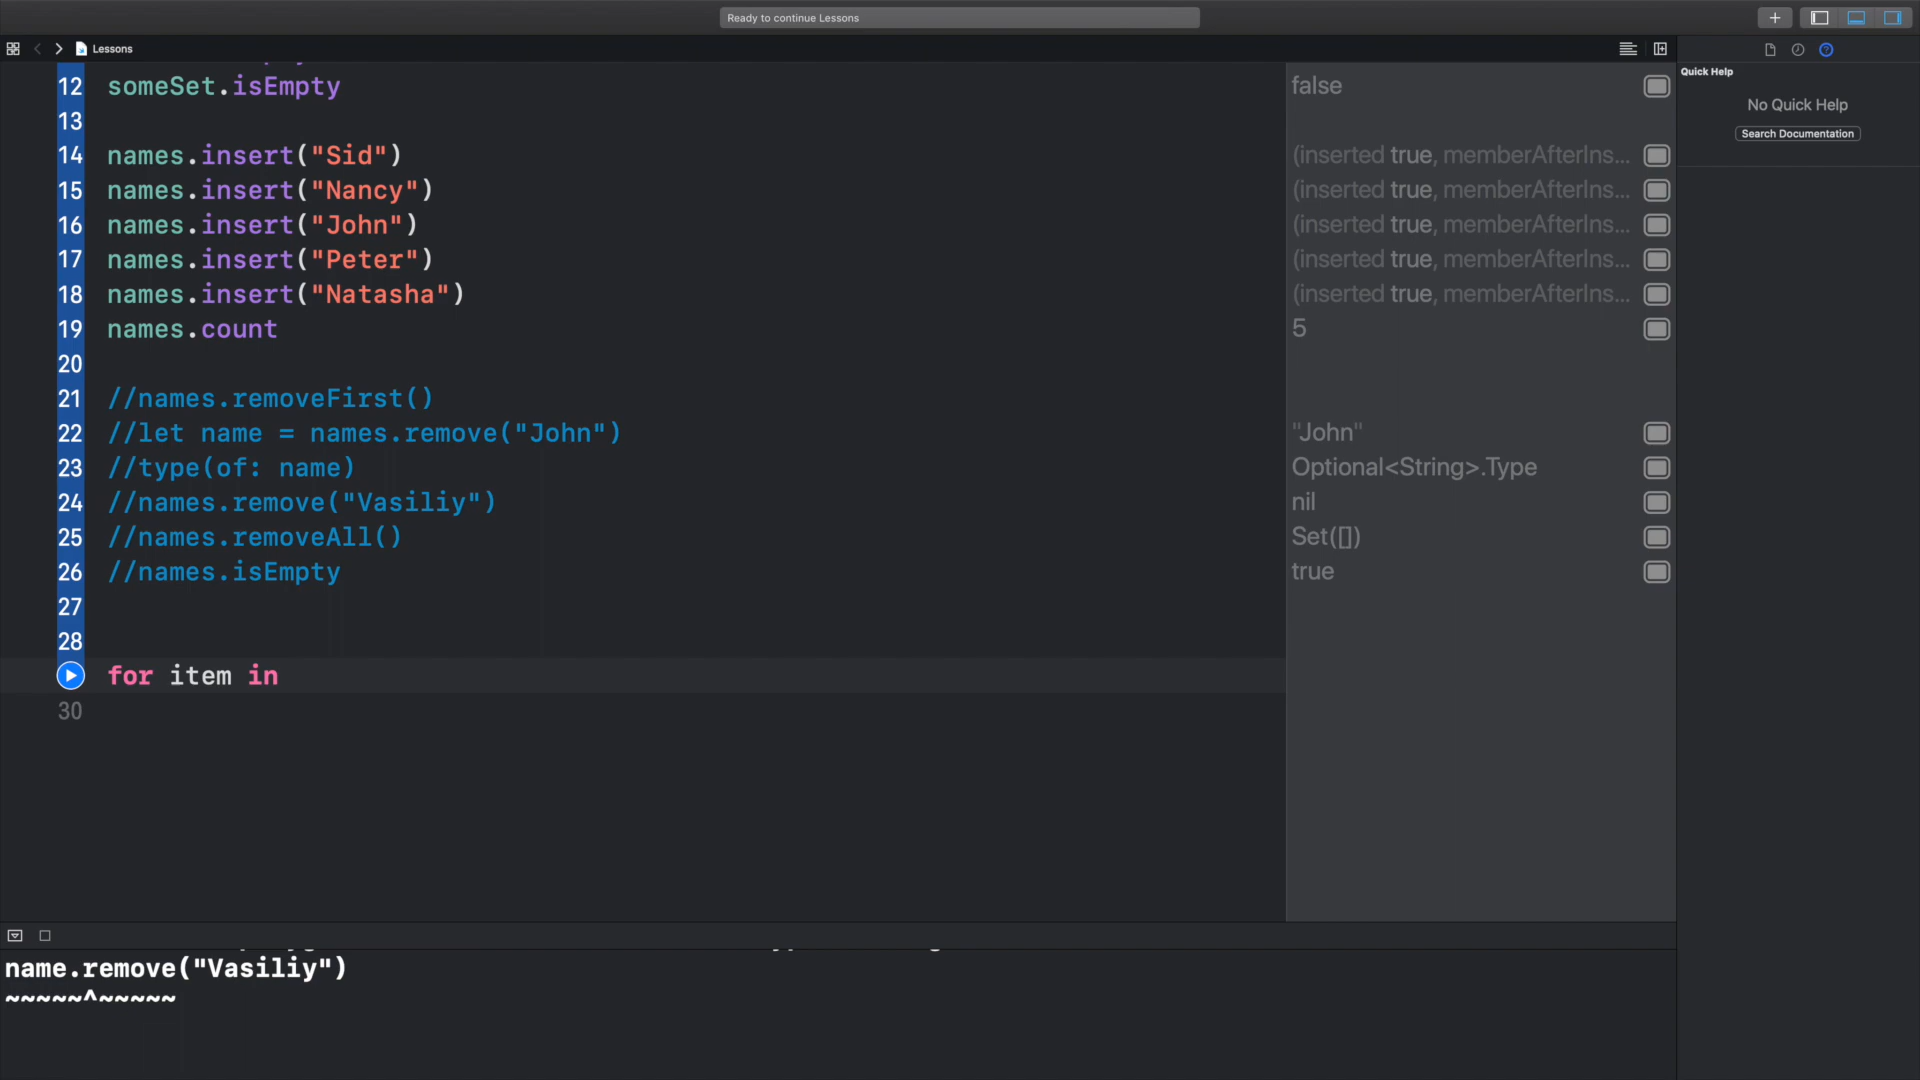 Ready to continue Lessons
Lessons
12 someSet.isEmpty false
13
14 names.insert("Sid") (inserted true, memberAfterIns...
15 names.insert("Nancy") (inserted true, memberAfterIns...
16 names.insert("John") (inserted true, memberAfterIns...
17 names.insert("Peter") (inserted true, memberAfterIns...
18 names.insert("Natasha") (inserted true, memberAfterIns...
19 names.count 5
20
21 //names.removeFirst()
22 //let name = names.remove("John") "John"
23 //type(of: name) Optional<String>.Type
24 //names.remove("Vasiliy") nil
25 //names.removeAll() Set([])
26 //names.isEmpty true
27
28
for item in
30
Quick Help
No Quick Help
Search Documentation
name.remove("Vasiliy")
~~~~~^~~~~~